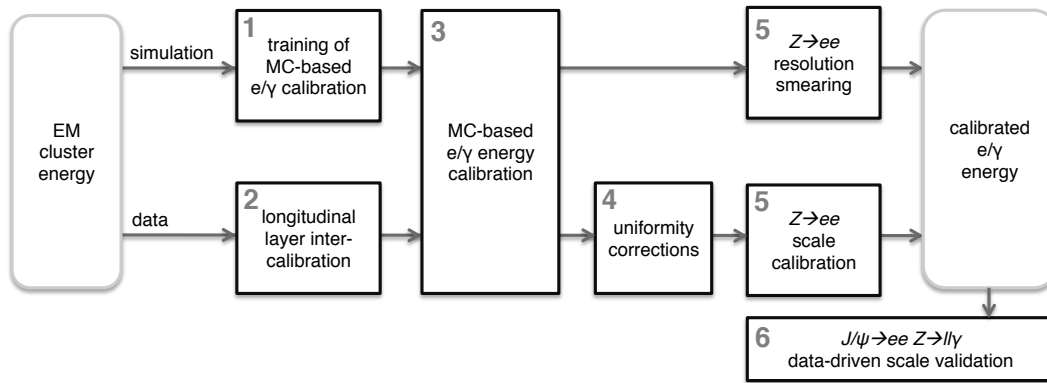 EM
cluster
energy
simulation
data
1
training of
MC-based
e/γ calibration
2
longitudinal
layer inter-
calibration
3
MC-based
e/γ energy
calibration
4
uniformity
corrections
5
Z→ee
resolution
smearing
5
Z→ee
scale
calibration
calibrated
e/γ
energy
6
J/ψ→ee Z→llγ
data-driven scale validation